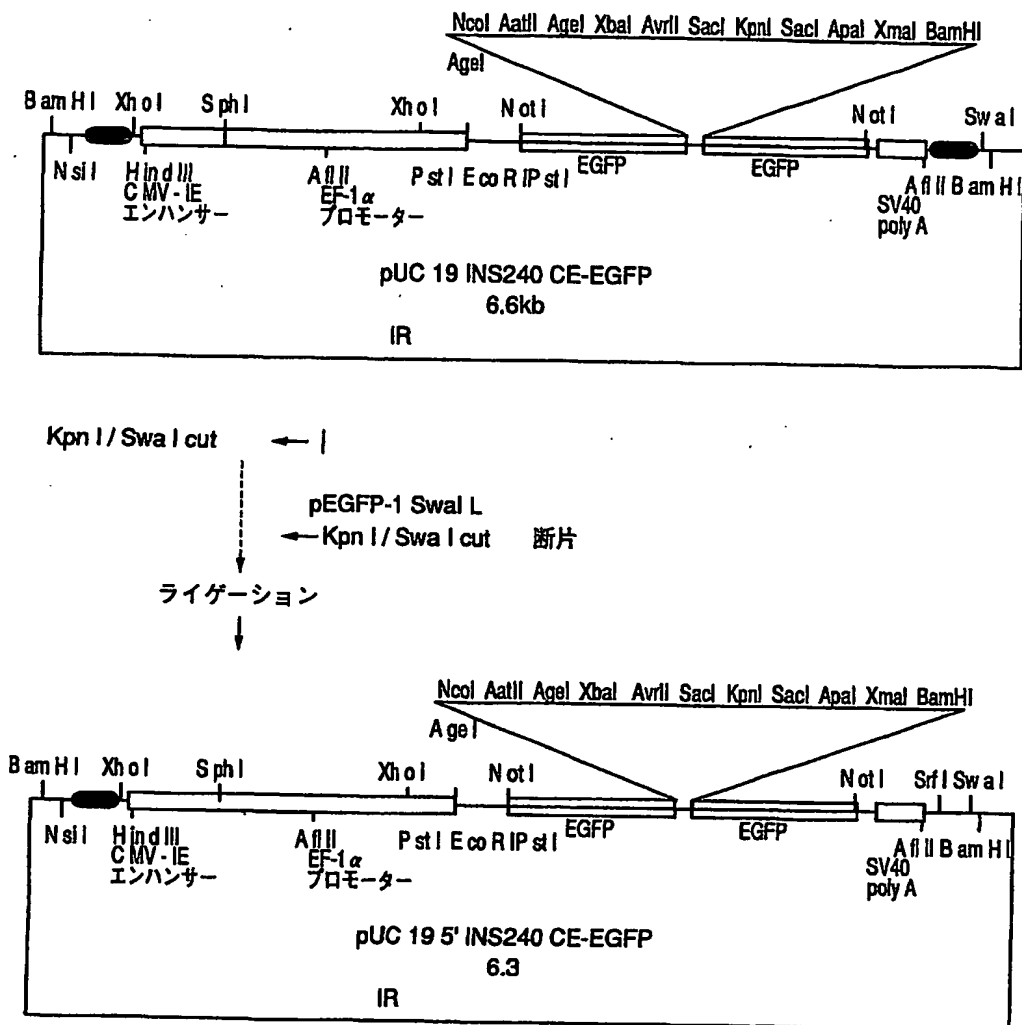 NcoI AatII AgeI XbaI AvrII SacI KpnI SacI ApaI XmaI BamHI
AgeI
BamHI XhoI SphI XhoI NotI NotI SwaI
EGFP EGFP
NsiI HindIII AflII PstI EcoRI PstI AflII BamHI
CMV-IE EF-1α SV40
エンハンサー プロモーター poly A
pUC 19 INS240 CE-EGFP
6.6kb
IR
Kpn I/Swa I cut ← I
pEGFP-1 SwaI L
←Kpn I/Swa I cut 断片
ライゲーション
NcoI AatII AgeI XbaI AvrII SacI KpnI SacI ApaI XmaI BamHI
AgeI
BamHI XhoI SphI XhoI NotI NotI SrfI SwaI
EGFP EGFP
NsiI HindIII AflII PstI EcoRI PstI AflII BamHI
CMV-IE EF-1α SV40
エンハンサー プロモーター poly A
pUC 19 5' INS240 CE-EGFP
6.3
IR